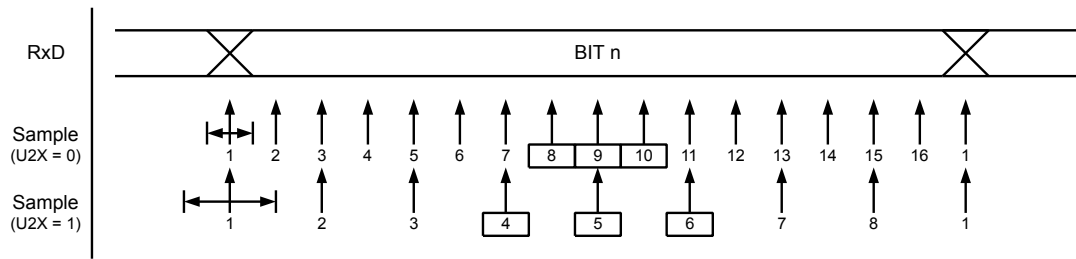 RxD BIT n
Sample
(U2X = 0)
1 2 3 4 5 6 7 8 9 10 11 12 13 14 15 16 1
Sample
(U2X = 1)
1 2 3 4 5 6 7 8 1